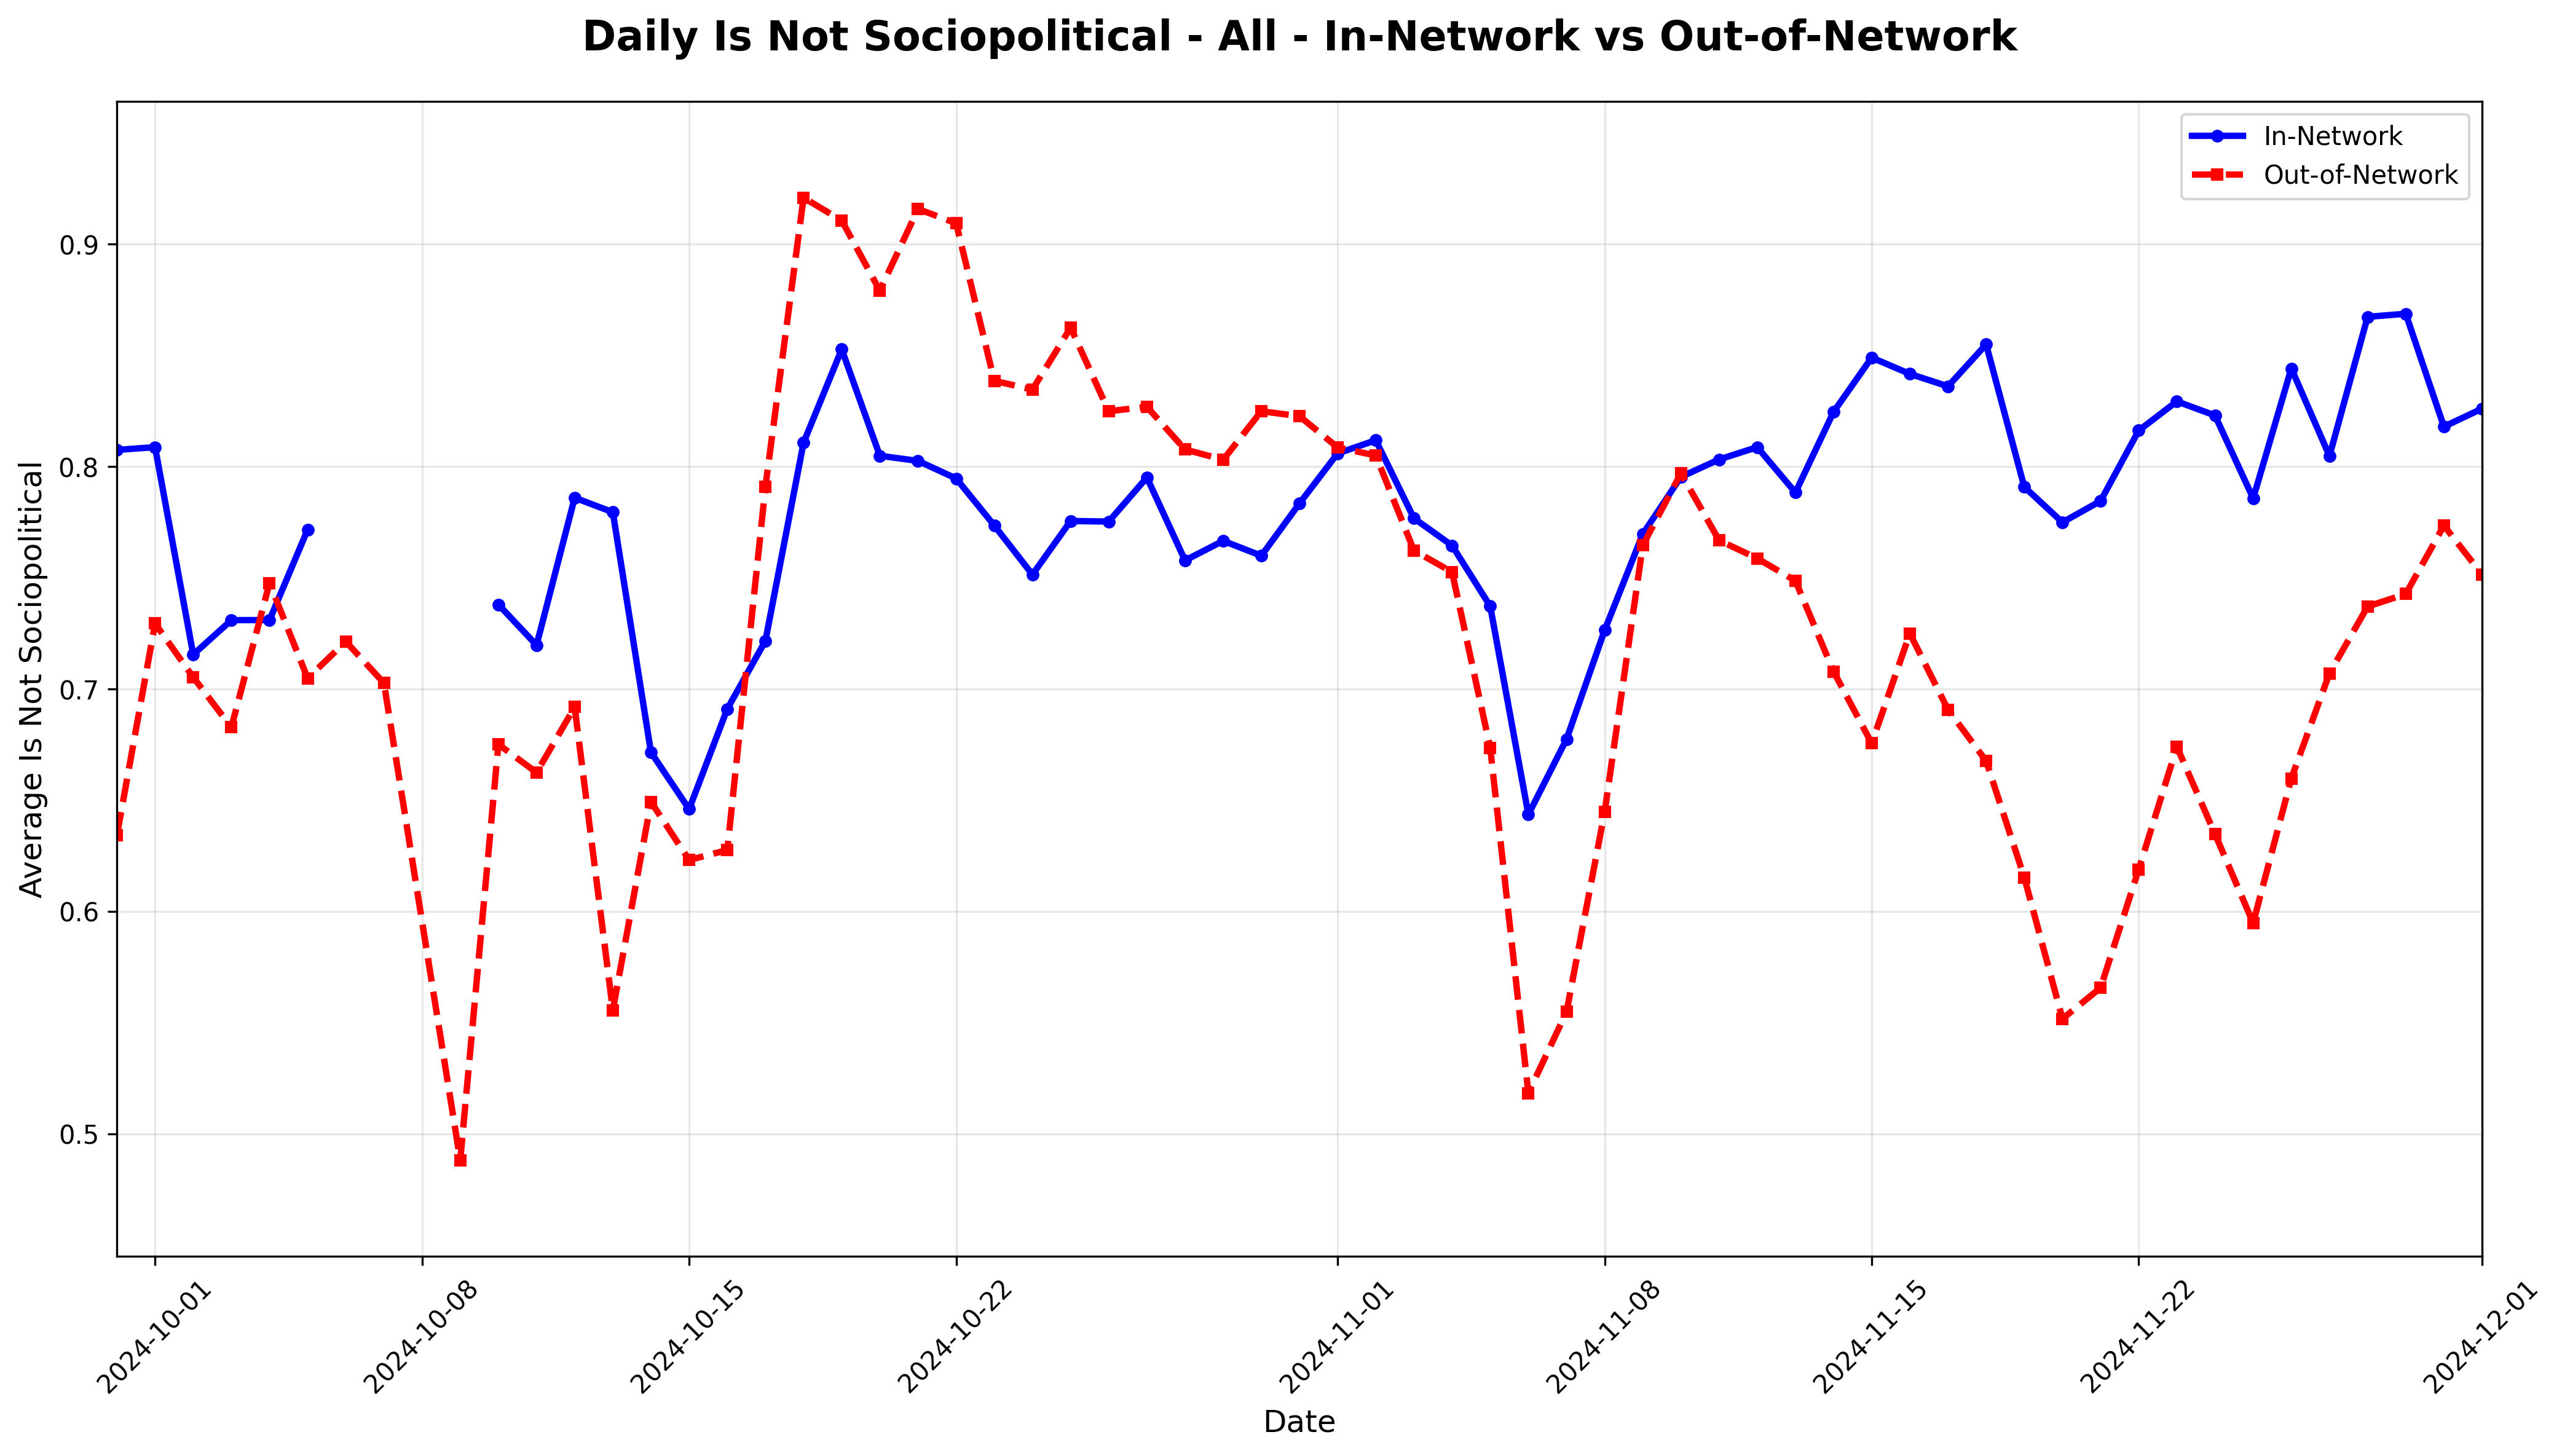 Daily Is Not Sociopolitical - All - In-Network vs Out-of-Network
In-Network
Out-of-Network
Average Is Not Sociopolitical
0.9
0.8
0.7
0.6
0.5
2024-10-01
2024-10-08
2024-10-15
2024-10-22
2024-11-01
2024-11-08
2024-11-15
2024-11-22
2024-12-01
Date